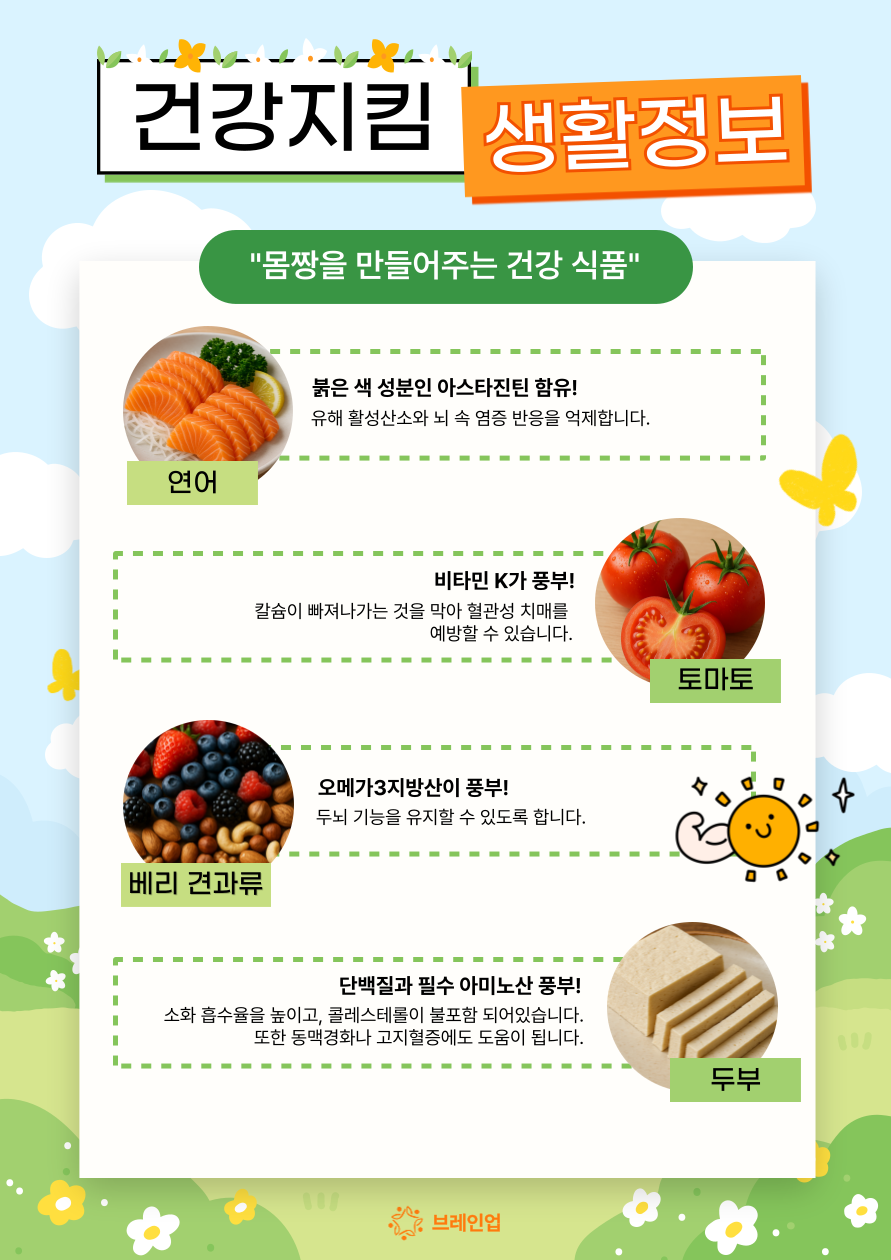 건강지킴
생활정보
"몸짱을 만들어주는 건강 식품"
붉은 색 성분인 아스타진틴 함유!
유해 활성산소와 뇌 속 염증 반응을 억제합니다.
연어
비타민 K가 풍부!
칼슘이 빠져나가는 것을 막아 혈관성 치매를
예방할 수 있습니다.
토마토
오메가3지방산이 풍부!
두뇌 기능을 유지할 수 있도록 합니다.
베리 견과류
단백질과 필수 아미노산 풍부!
소화 흡수율을 높이고, 콜레스테롤이 불포함 되어있습니다.
또한 동맥경화나 고지혈증에도 도움이 됩니다.
두부
브레인업